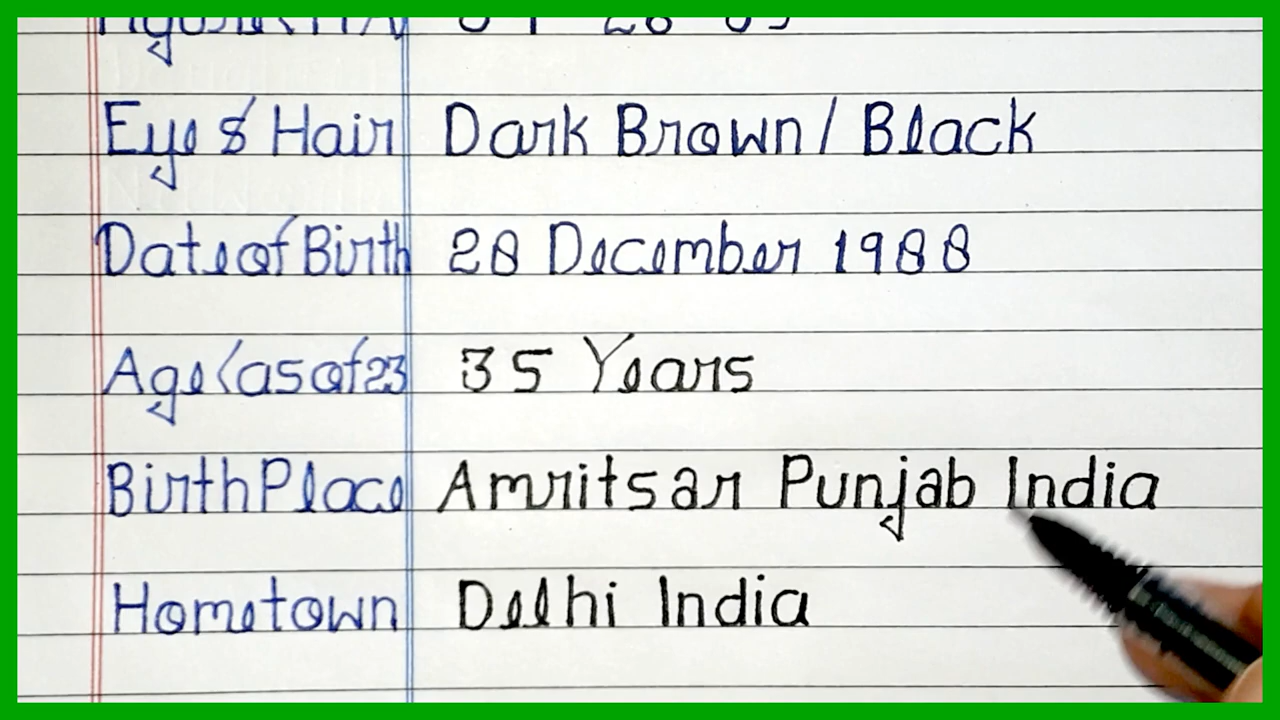 Eye & Hair Dark Brown / Black
Date of Birth 28 December 1988
Age (as of 23 35 Years
Birth Place Amritsar Punjab India
Hometown Delhi India